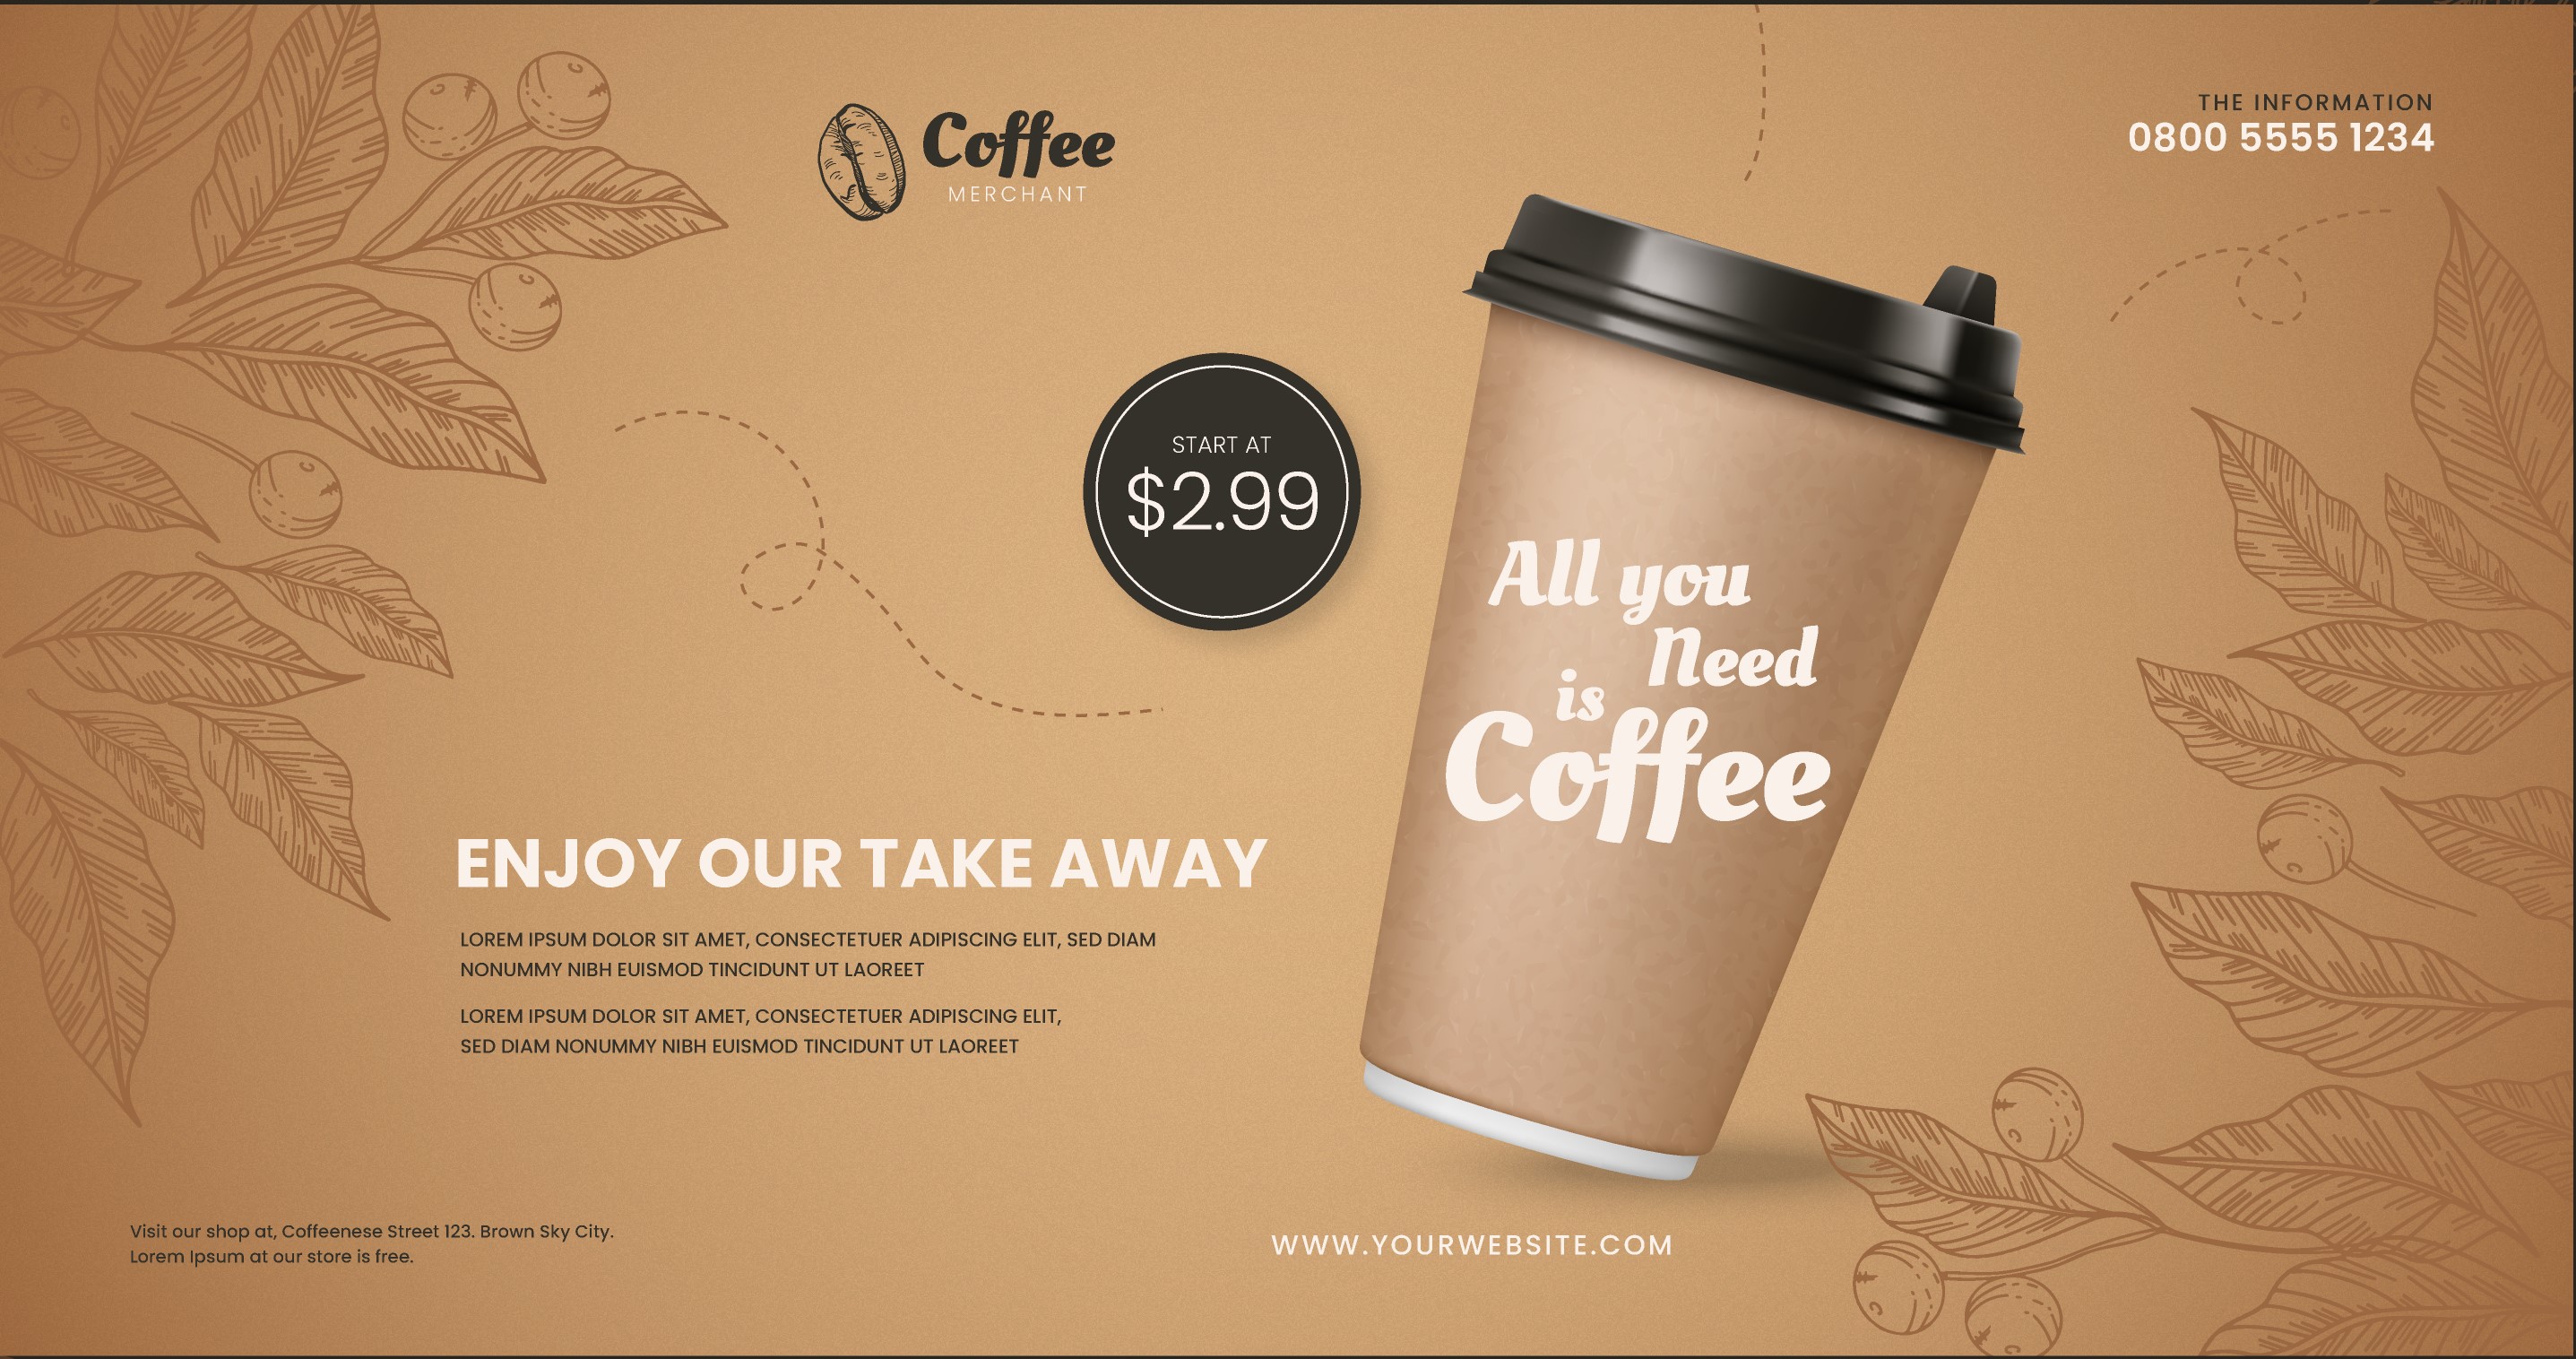 Coffee
MERCHANT
THE INFORMATION
0800 5555 1234
START AT
$2.99
All you
Need
is
Coffee
ENJOY OUR TAKE AWAY
LOREM IPSUM DOLOR SIT AMET, CONSECTETUER ADIPISCING ELIT, SED DIAM
NONUMMY NIBH EUISMOD TINCIDUNT UT LAOREET
LOREM IPSUM DOLOR SIT AMET, CONSECTETUER ADIPISCING ELIT,
SED DIAM NONUMMY NIBH EUISMOD TINCIDUNT UT LAOREET
Visit our shop at, Coffeenese Street 123. Brown Sky City.
Lorem Ipsum at our store is free.
WWW.YOURWEBSITE.COM